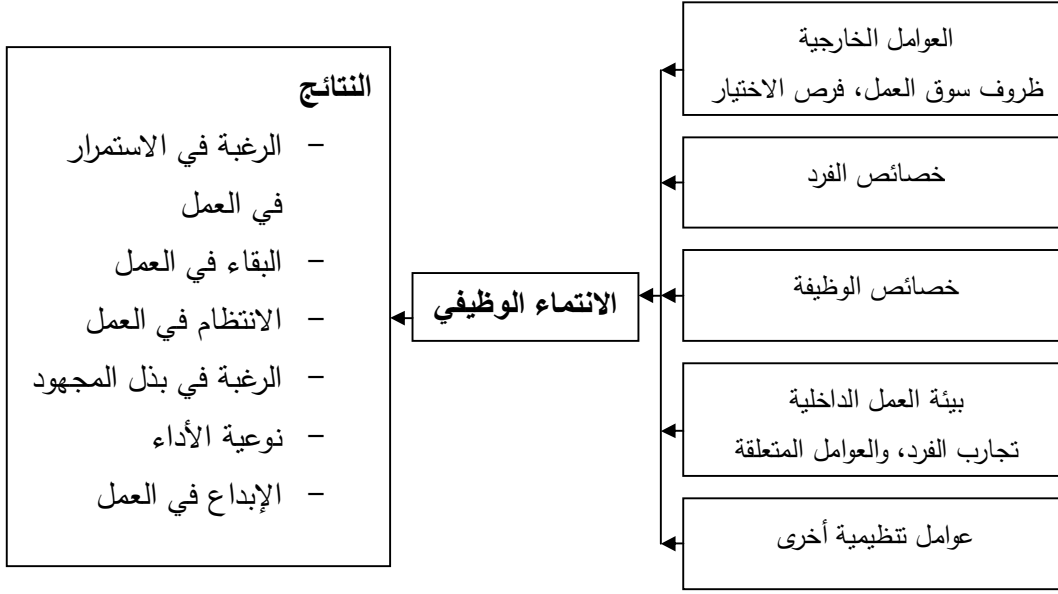 العوامل الخارجية
ظروف سوق العمل، فرص الاختيار
خصائص الفرد
خصائص الوظيفة
بيئة العمل الداخلية
تجارب الفرد، والعوامل المتعلقة
عوامل تنظيمية أخرى
الانتماء الوظيفي
النتائج
– الرغبة في الاستمرار
في العمل
– البقاء في العمل
– الانتظام في العمل
– الرغبة في بذل المجهود
– نوعية الأداء
– الإبداع في العمل